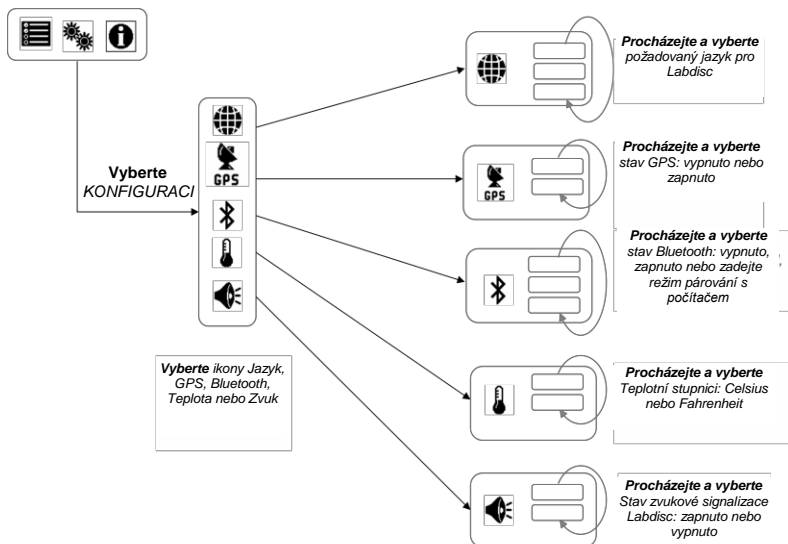 Procházejte a vyberte
požadovaný jazyk pro
Labdisc
Vyberte
KONFIGURACI
GPS
Procházejte a vyberte
stav GPS: vypnuto nebo
zapnuto
GPS
Procházejte a vyberte
stav Bluetooth: vypnuto,
zapnuto nebo zadejte
režim párování s
počítačem
Vyberte ikony Jazyk,
GPS, Bluetooth,
Teplota nebo Zvuk
Procházejte a vyberte
Teplotní stupnici: Celsius
nebo Fahrenheit
Procházejte a vyberte
Stav zvukové signalizace
Labdisc: zapnuto nebo
vypnuto